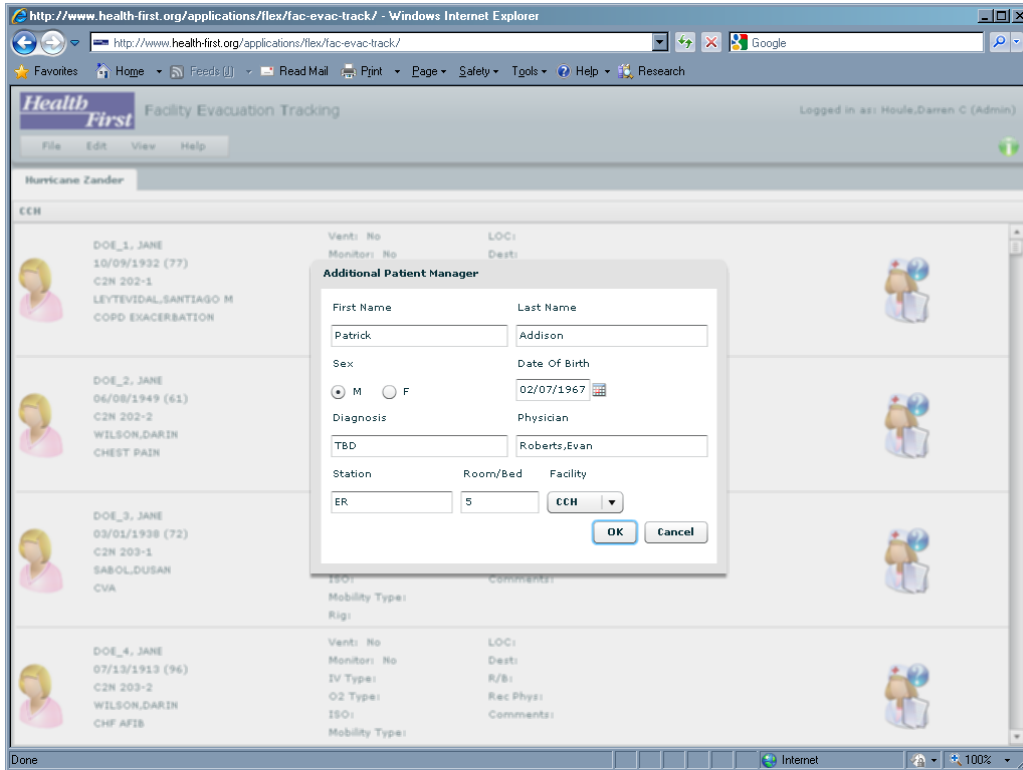 http://www.health-first.org/applications/flex/fac-evac-track/ - Windows Internet Explorer
http://www.health-first.org/applications/flex/fac-evac-track/
Google
Favorites Home Feeds (J) Read Mail Print Page Safety Tools Help Research
Health First Facility Evacuation Tracking Logged in as: Houle,Darren C (Admin)
File Edit View Help
Hurricane Zander
CCH
Vent: No LOC:
DOE_1, JANE
Monitor: No Dest:
10/09/1932 (77)
C2N 202-1
LEYTEVIDAL,SANTIAGO M
COPD EXACERBATION
DOE_2, JANE
06/08/1949 (61)
C2N 202-2
WILSON,DARIN
CHEST PAIN
DOE_3, JANE
03/01/1938 (72)
C2N 203-1
SABOL,DUSAN
CVA
ISO: Comments:
Mobility Type:
Rig:
Additional Patient Manager
First Name Last Name
Patrick Addison
Sex Date Of Birth
M F 02/07/1967
Diagnosis Physician
TBD Roberts,Evan
Station Room/Bed Facility
ER 5 CCH
OK Cancel
Vent: No LOC:
DOE_4, JANE
Monitor: No Dest:
07/13/1913 (96)
IV Type: R/B:
C2N 203-2
O2 Type: Rec Phys:
WILSON,DARIN
ISO: Comments:
CHF AFIB
Mobility Type:
Done Internet 100%